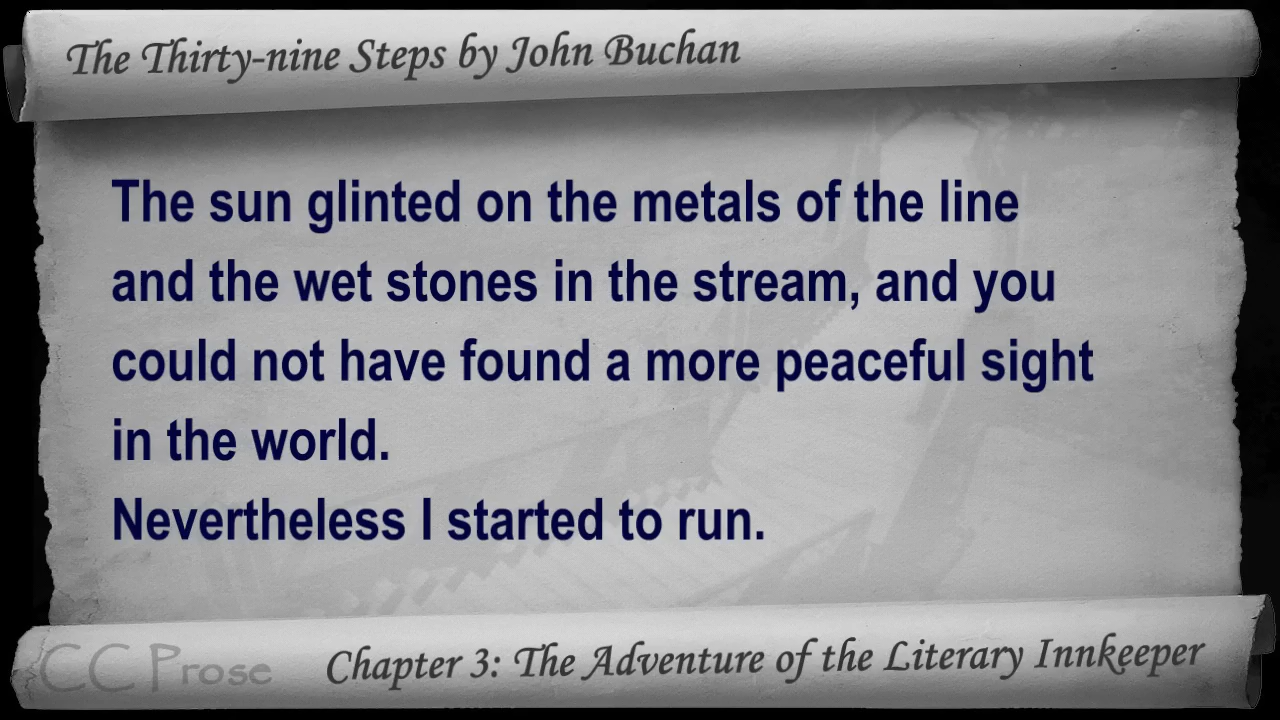 The Thirty-nine Steps by John Buchan
The sun glinted on the metals of the line
and the wet stones in the stream, and you
could not have found a more peaceful sight
in the world.
Nevertheless I started to run.
CC Prose
Chapter 3: The Adventure of the Literary Innkeeper